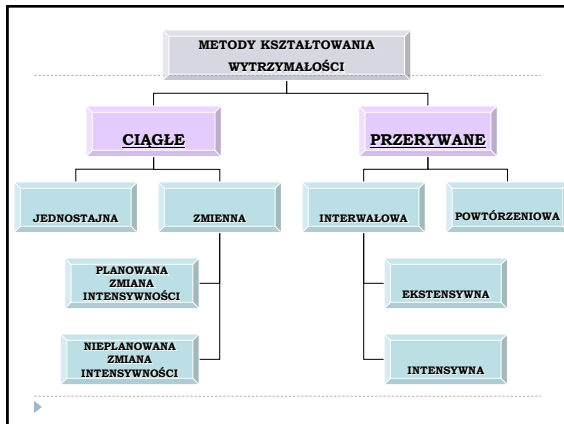 METODY KSZTAŁTOWANIA
WYTRZYMAŁOŚCI
CIĄGŁE
PRZERYWANE
JEDNOSTAJNA
ZMIENNA
INTERWAŁOWA
POWTÓRZENIOWA
PLANOWANA
ZMIANA
INTENSYWNOŚCI
EKSTENSYWNA
NIEPLANOWANA
ZMIANA
INTENSYWNOŚCI
INTENSYWNA